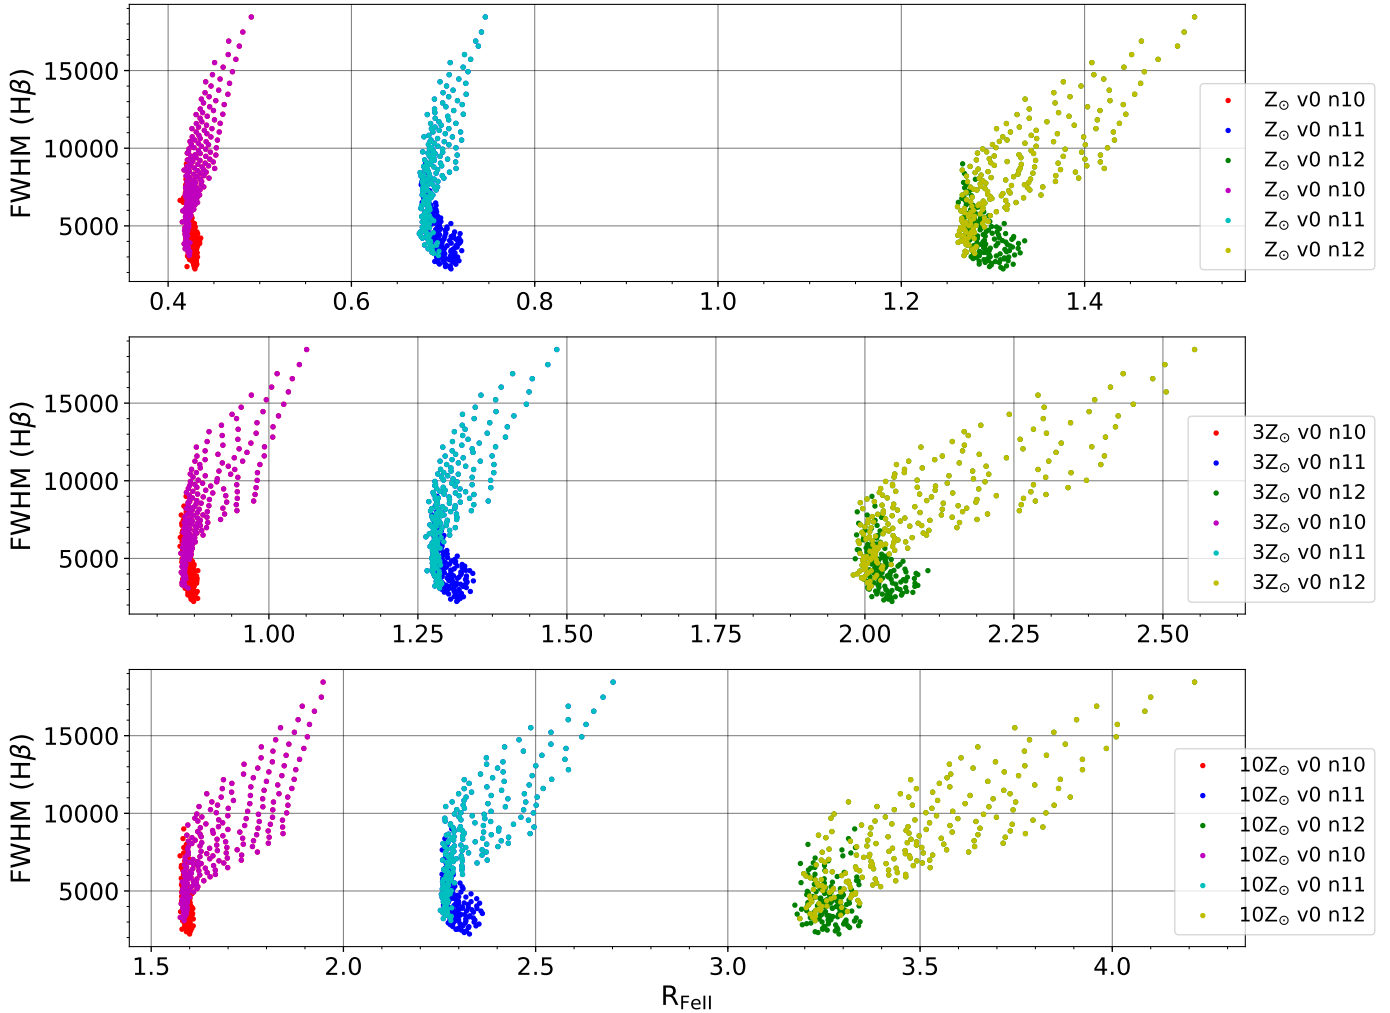 FWHM (Hβ)
15000
10000
5000
0.4 0.6 0.8 1.0 1.2 1.4
Z⊙ v0 n10
Z⊙ v0 n11
Z⊙ v0 n12
Z⊙ v0 n10
Z⊙ v0 n11
Z⊙ v0 n12
FWHM (Hβ)
15000
10000
5000
1.00 1.25 1.50 1.75 2.00 2.25 2.50
3Z⊙ v0 n10
3Z⊙ v0 n11
3Z⊙ v0 n12
3Z⊙ v0 n10
3Z⊙ v0 n11
3Z⊙ v0 n12
FWHM (Hβ)
15000
10000
5000
1.5 2.0 2.5 3.0 3.5 4.0
10Z⊙ v0 n10
10Z⊙ v0 n11
10Z⊙ v0 n12
10Z⊙ v0 n10
10Z⊙ v0 n11
10Z⊙ v0 n12
R_FeII